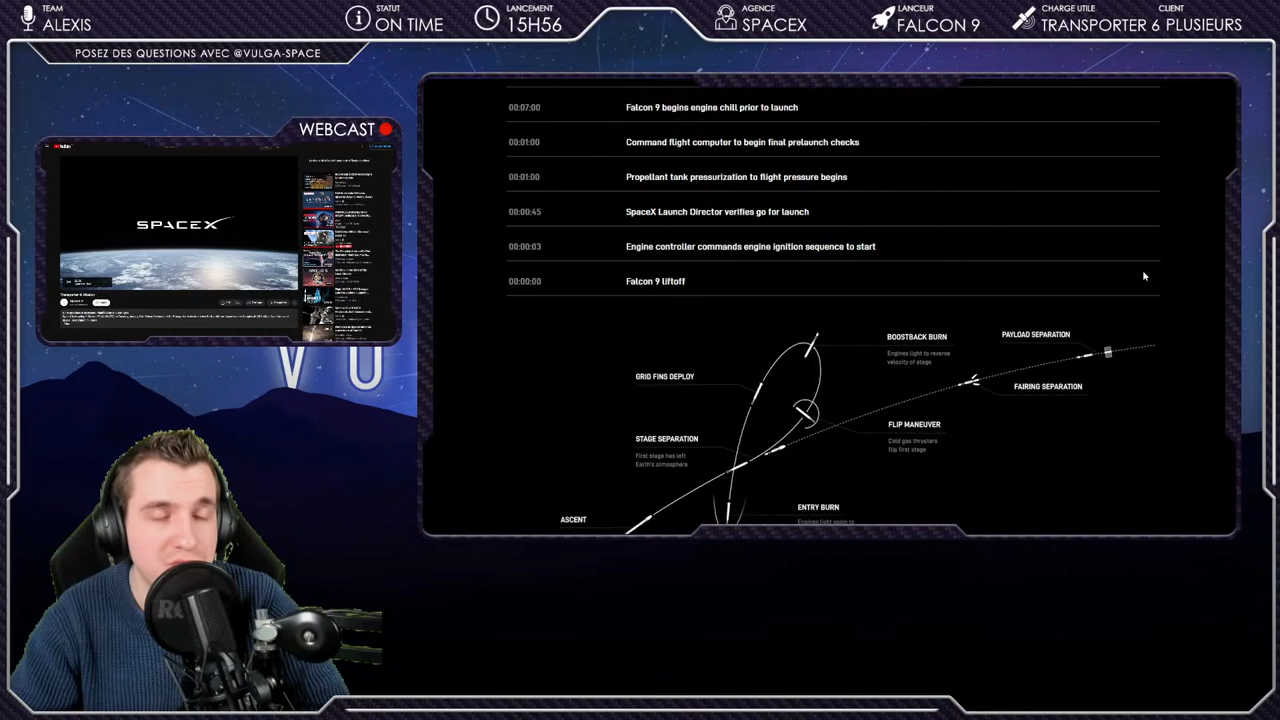 TEAM
ALEXIS
STATUT
ON TIME
LANCEMENT
15H56
AGENCE
SPACEX
LANCEUR
FALCON 9
CHARGE UTILE
CLIENT
TRANSPORTER 6 PLUSIEURS
POSEZ DES QUESTIONS AVEC @VULGA-SPACE
WEBCAST
SPACEX
V U
00:07:00 Falcon 9 begins engine chill prior to launch
00:01:00 Command flight computer to begin final prelaunch checks
00:01:00 Propellant tank pressurization to flight pressure begins
00:00:45 SpaceX Launch Director verifies go for launch
00:00:03 Engine controller commands engine ignition sequence to start
00:00:00 Falcon 9 liftoff
BOOSTBACK BURN
Engines light to reverse
velocity of stage
PAYLOAD SEPARATION
GRID FINS DEPLOY
FAIRING SEPARATION
FLIP MANEUVER
Cold gas thrusters
flip first stage
STAGE SEPARATION
First stage has left
Earth's atmosphere
ENTRY BURN
Engines light again to
ASCENT